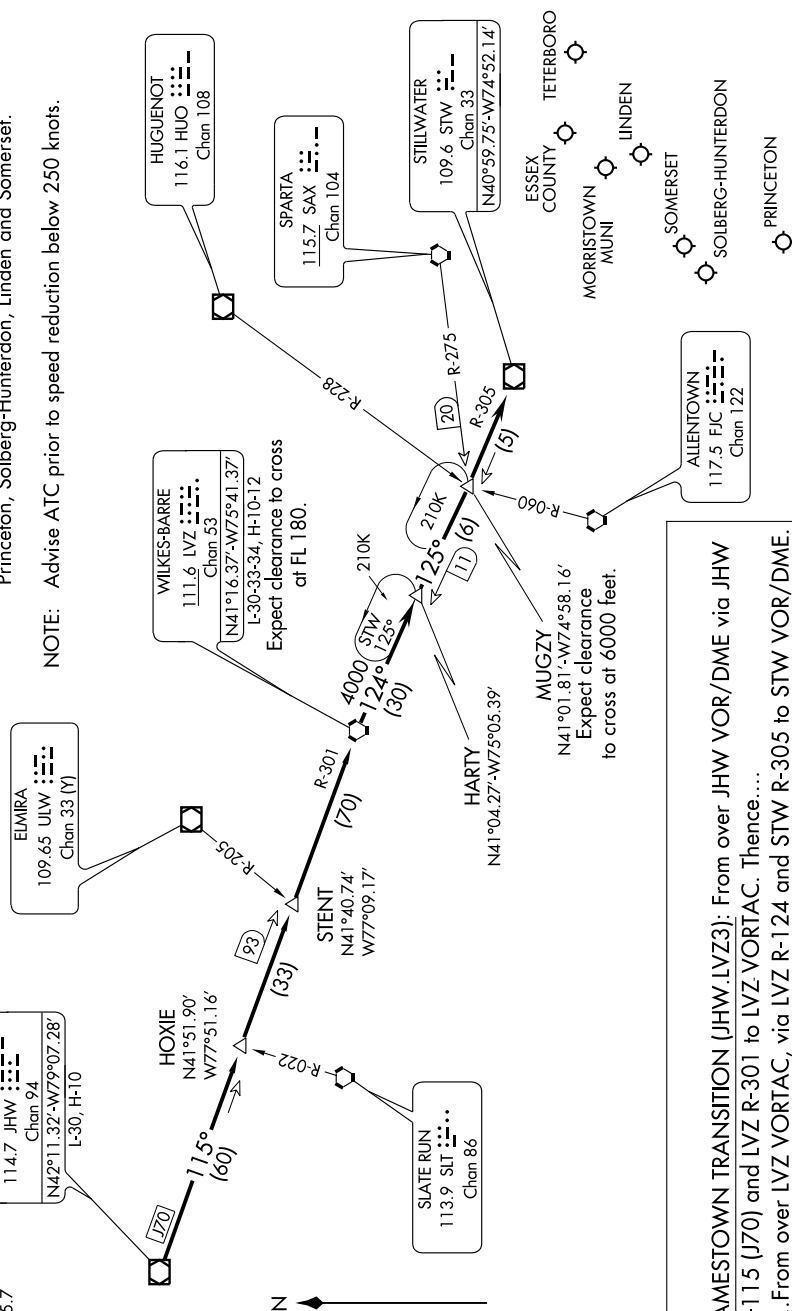 Princeton, Solberg-Hunterdon, Linden and Somerset.
NOTE: Advise ATC prior to speed reduction below 250 knots.
5.7
114.7 JHW
Chan 94
N42°11.32'-W79°07.28'
L-30, H-10
ELMIRA
109.65 ULW
Chan 33 (Y)
WILKES-BARRE
111.6 LVZ
Chan 53
N41°16.37'-W75°41.37'
L-30-33-34, H-10-12
Expect clearance to cross
at FL 180.
HUGUENOT
116.1 HUO
Chan 108
SPARTA
115.7 SAX
Chan 104
STILLWATER
109.6 STW
Chan 33
N40°59.75'-W74°52.14'
J70
115°
(60)
HOXIE
N41°51.90'
W77°51.16'
R-022
SLATE RUN
113.9 SLT
Chan 86
93
(33)
R-205
STENT
N41°40.74'
W77°09.17'
(70)
R-301
4000
124°
(30)
STW
125°
210K
HARTY
N41°04.27'-W75°05.39'
125°
(6)
11
210K
R-228
20
R-275
R-305
(5)
MUGZY
N41°01.81'-W74°58.16'
Expect clearance
to cross at 6000 feet.
R-060
ALLENTOWN
117.5 FJC
Chan 122
TETERBORO
ESSEX
COUNTY
MORRISTOWN
MUNI
LINDEN
SOMERSET
SOLBERG-HUNTERDON
PRINCETON
N
AMESTOWN TRANSITION (JHW.LVZ3): From over JHW VOR/DME via JHW
-115 (J70) and LVZ R-301 to LVZ VORTAC. Thence....
. From over LVZ VORTAC, via LVZ R-124 and STW R-305 to STW VOR/DME.